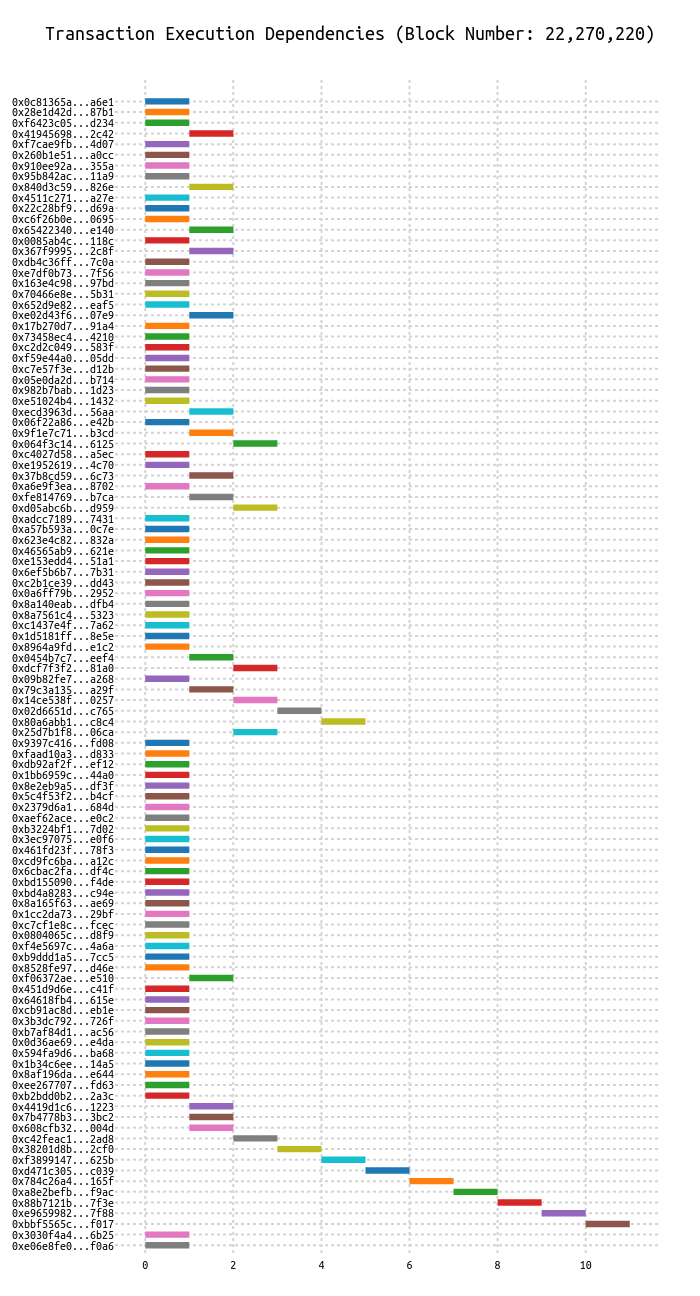 Transaction Execution Dependencies (Block Number: 22,270,220)
0x0c81365a...a6e1
0x28e1d42d...87b1
0xf6423c05...d234
0x41945698...2c42
0xf7cae9fb...4d07
0x260b1e51...a0cc
0x910ee92a...355a
0x95b842ac...11a9
0x840d3c59...826e
0x4511c271...a27e
0x22c28bf9...d69a
0xc6f26b0e...0695
0x65422340...e140
0x0085ab4c...118c
0x367f9995...2c8f
0xdb4c36ff...7c0a
0xe7df0b73...7f56
0x163e4c98...97bd
0x70466e8e...5b31
0x652d9e82...eaf5
0xe02d43f6...07e9
0x17b270d7...91a4
0x73458ec4...4210
0xc2d2c049...583f
0xf59e44a0...05dd
0xc7e57f3e...d12b
0x05e0da2d...b714
0x982b7bab...1d23
0xe51024b4...1432
0xecd3963d...56aa
0x06f22a86...e42b
0x9f1e7c71...b3cd
0x064f3c14...6125
0xc4027d58...a5ec
0xe1952619...4c70
0x37b8cd59...6c73
0xa6e9f3ea...8702
0xfe814769...b7ca
0xd05abc6b...d959
0xadcc7189...7431
0xa57b593a...0c7e
0x623e4c82...832a
0x46565ab9...621e
0xe153edd4...51a1
0x6ef5b6b7...7b31
0xc2b1ce39...dd43
0x0a6ff79b...2952
0x8a140eab...dfb4
0x8a7561c4...5323
0xc1437e4f...7a62
0x1d5181ff...8e5e
0x8964a9fd...e1c2
0x0454b7c7...eef4
0xdcf7f3f2...81a0
0x09b82fe7...a268
0x79c3a135...a29f
0x14ce538f...0257
0x02d6651d...c765
0x80a6abb1...c8c4
0x25d7b1f8...06ca
0x9397c416...fd08
0xfaad10a3...d833
0xdb92af2f...ef12
0x1bb6959c...44a0
0x8e2eb9a5...df3f
0x5c4f53f2...b4cf
0x2379d6a1...684d
0xaef62ace...e0c2
0xb3224bf1...7d02
0x3ec97075...e0f6
0x461fd23f...78f3
0xcd9fc6ba...a12c
0x6cbac2fa...df4c
0xbd155090...f4de
0xbd4a8283...c94e
0x8a165f63...ae69
0x1cc2da73...29bf
0xc7cf1e8c...fcec
0x0804065c...d8f9
0xf4e5697c...4a6a
0xb9ddd1a5...7cc5
0x8528fe97...d46e
0xf06372ae...e510
0x451d9d6e...c41f
0x64618fb4...615e
0xcb91ac8d...eb1e
0x3b3dc792...726f
0xb7af84d1...ac56
0x0d36ae69...e4da
0x594fa9d6...ba68
0x1b34c6ee...14a5
0x8af196da...e644
0xee267707...fd63
0xb2bdd0b2...2a3c
0x4419d1c6...1223
0x7b4778b3...3bc2
0x608cfb32...004d
0xc42feac1...2ad8
0x38201d8b...2cf0
0xf3899147...625b
0xd471c305...c039
0x784c26a4...165f
0xa8e2befb...f9ac
0x88b7121b...7f3e
0xe9659982...7f88
0xbbf5565c...f017
0x3030f4a4...6b25
0xe06e8fe0...f0a6
0 2 4 6 8 10